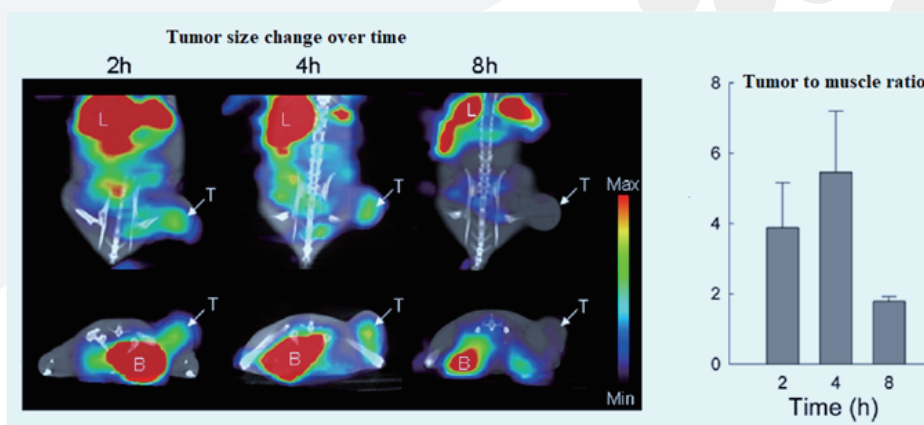 Tumor size change over time
2h 4h 8h
L L L
T T T
T T T
B B B
Max
Min
Tumor to muscle ratio
8
6
4
2
0
2 4 8
Time (h)